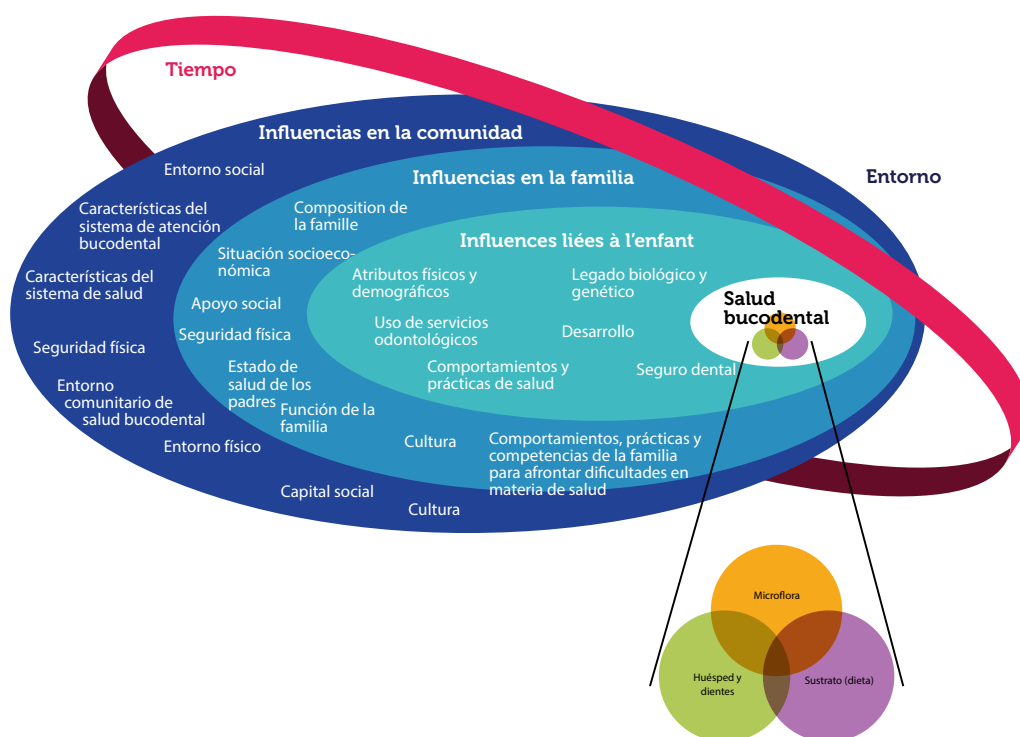 Tiempo
Influencias en la comunidad
Entorno
Entorno social
Características del
sistema de atención
bucodental
Características del
sistema de salud
Seguridad física
Entorno
comunitario de
salud bucodental
Entorno físico
Capital social
Cultura
Influencias en la familia
Composition de
la famille
Situación socioeco-
nómica
Apoyo social
Seguridad física
Estado de
salud de los
padres
Función de la
familia
Cultura
Comportamientos, prácticas y
competencias de la familia
para afrontar dificultades en
materia de salud
Influences liées à l’enfant
Atributos físicos y
demográficos
Legado biológico y
genético
Uso de servicios
odontológicos
Desarrollo
Comportamientos y
prácticas de salud
Seguro dental
Salud
bucodental
Microflora
Huésped y
dientes
Sustrato (dieta)